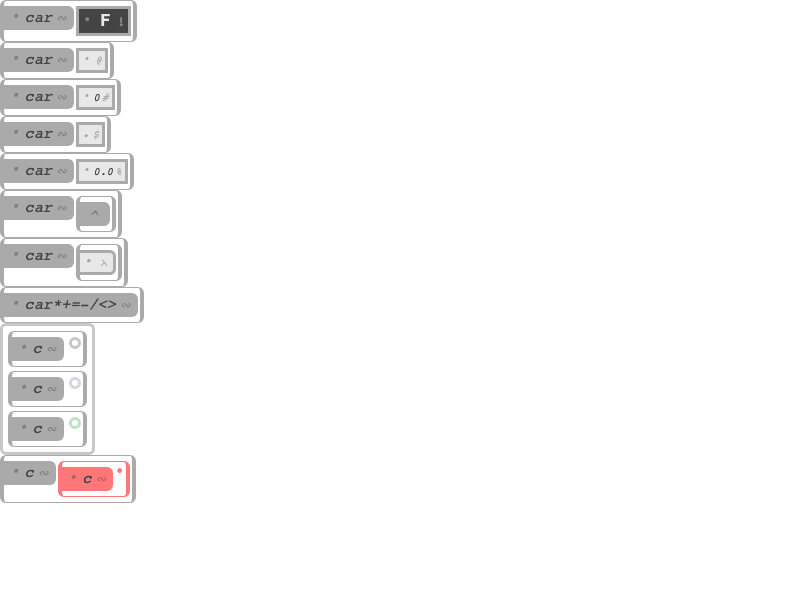 * car ~ * F !
* car ~ * @
* car ~ * 0 #
* car ~ * $
* car ~ * 0.0 %
* car ~ ^
* car ~ * λ
* car*+=-/<> ~
* c ~
* c ~
* c ~
* c ~ * c ~